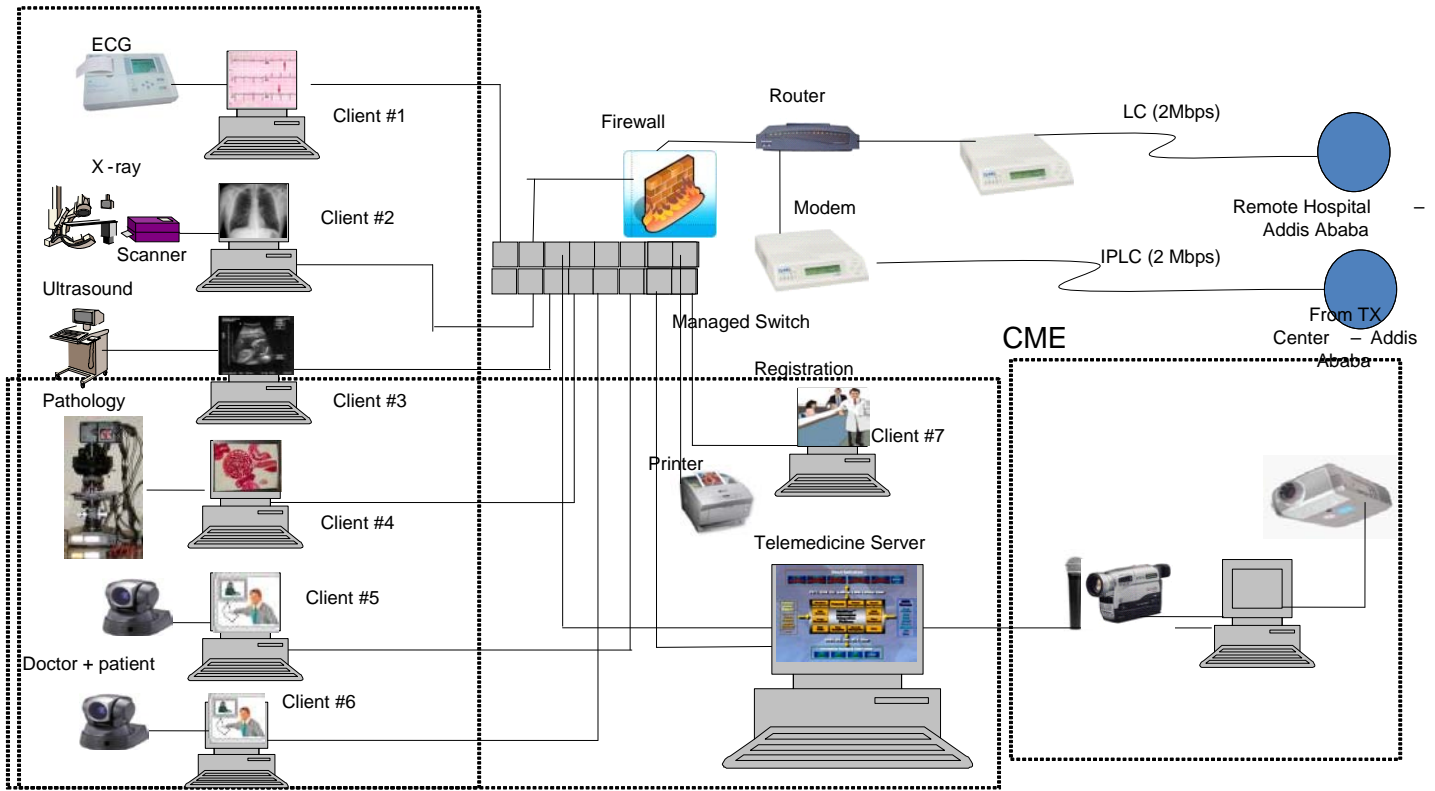 ECG
Client #1
X-ray
Client #2
Scanner
Ultrasound
Client #3
Pathology
Client #4
Client #5
Doctor + patient
Client #6
Firewall
Router
Modem
LC (2Mbps)
Remote Hospital –
Addis Ababa
IPLC (2 Mbps)
From TX
Center – Addis
Ababa
Managed Switch
CME
Registration
Client #7
Printer
Telemedicine Server